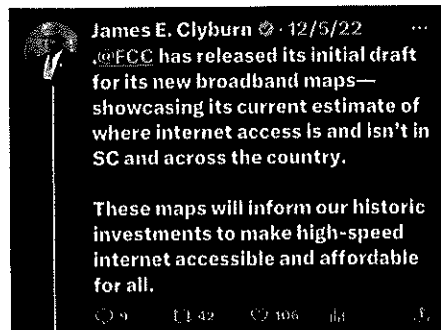 James E. Clyburn · 12/5/22 ...
.@FCC has released its initial draft
for its new broadband maps—
showcasing its current estimate of
where internet access is and isn't in
SC and across the country.
These maps will inform our historic
investments to make high-speed
internet accessible and affordable
for all.
9 42 106